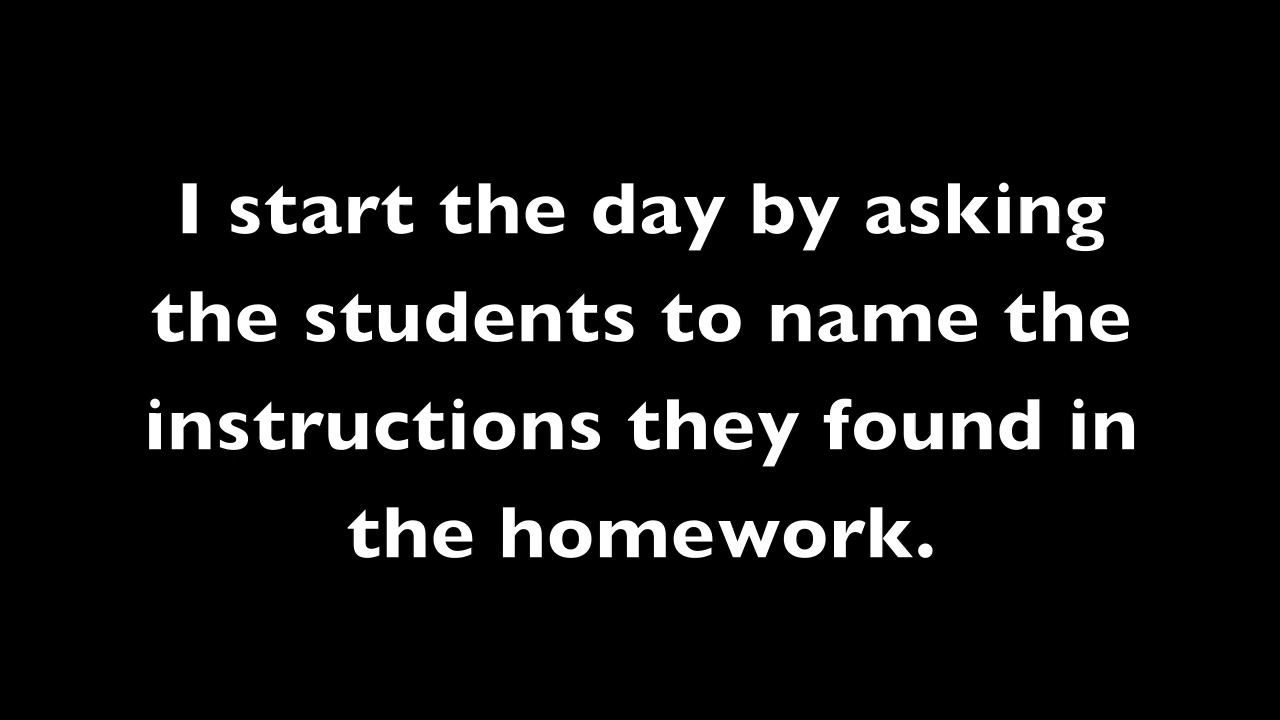 I start the day by asking
the students to name the
instructions they found in
the homework.